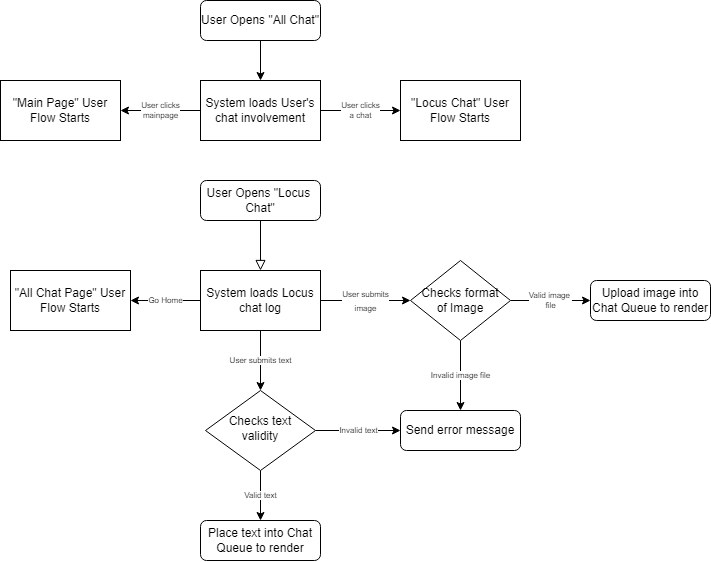 User Opens "All Chat"
"Main Page" User
Flow Starts
User clicks
mainpage
System loads User's
chat involvement
User clicks
a chat
"Locus Chat" User
Flow Starts
User Opens "Locus
Chat"
"All Chat Page" User
Flow Starts
Go Home
System loads Locus
chat log
User submits
image
Checks format
of Image
Valid image
file
Upload image into
Chat Queue to render
User submits text
Invalid image file
Checks text
validity
Invalid text
Send error message
Valid text
Place text into Chat
Queue to render